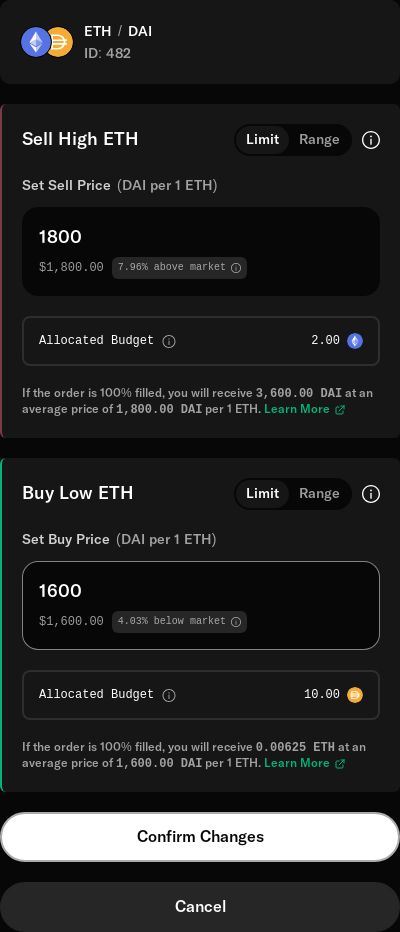 ETH / DAI
ID: 482
Sell High ETH
Limit Range
Set Sell Price (DAI per 1 ETH)
1800
$1,800.00 7.96% above market
Allocated Budget 2.00
If the order is 100% filled, you will receive 3,600.00 DAI at an
average price of 1,800.00 DAI per 1 ETH. Learn More
Buy Low ETH
Limit Range
Set Buy Price (DAI per 1 ETH)
1600
$1,600.00 4.03% below market
Allocated Budget 10.00
If the order is 100% filled, you will receive 0.00625 ETH at an
average price of 1,600.00 DAI per 1 ETH. Learn More
Confirm Changes
Cancel